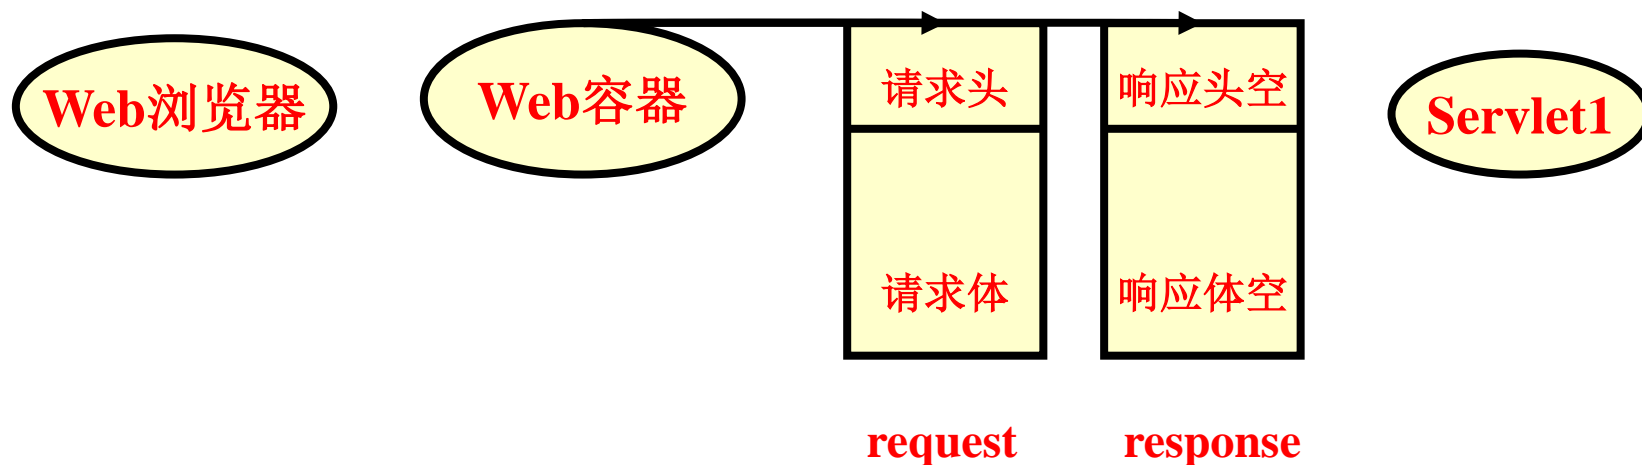 Web浏览器
Web容器
请求头
响应头空
Servlet1
请求体
响应体空
request
response